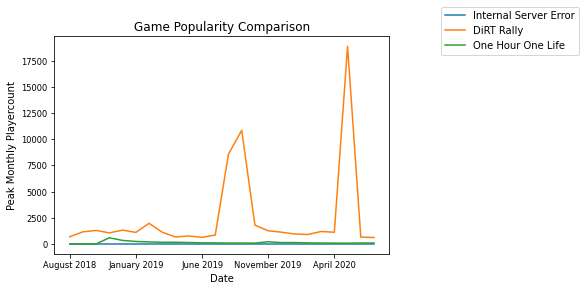 Game Popularity Comparison
Internal Server Error
DiRT Rally
One Hour One Life
Peak Monthly Playercount
17500
15000
12500
10000
7500
5000
2500
0
August 2018 January 2019 June 2019 November 2019 April 2020
Date